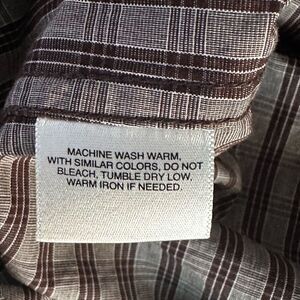 MACHINE WASH WARM,
WITH SIMILAR COLORS, DO NOT
BLEACH, TUMBLE DRY LOW,
WARM IRON IF NEEDED.